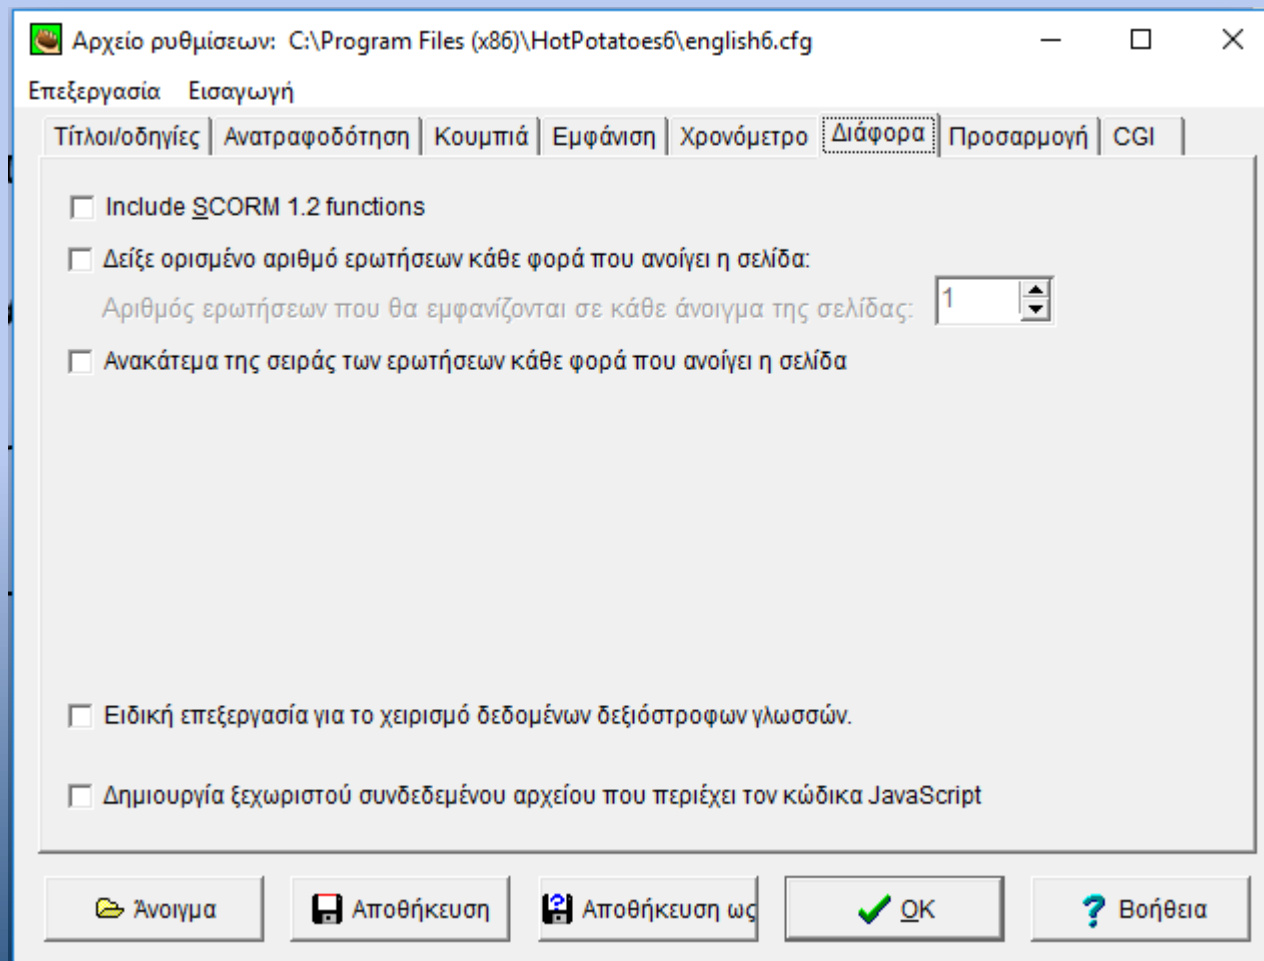 Αρχείο ρυθμίσεων: C:\Program Files (x86)\HotPotatoes6\english6.cfg
Επεξεργασία Εισαγωγή
Τίτλοι/οδηγίες Ανατραφοδότηση Κουμπιά Εμφάνιση Χρονόμετρο Διάφορα Προσαρμογή CGI
Include SCORM 1.2 functions
Δείξε ορισμένο αριθμό ερωτήσεων κάθε φορά που ανοίγει η σελίδα:
Αριθμός ερωτήσεων που θα εμφανίζονται σε κάθε άνοιγμα της σελίδας: 1
Ανακάτεμα της σειράς των ερωτήσεων κάθε φορά που ανοίγει η σελίδα
Ειδική επεξεργασία για το χειρισμό δεδομένων δεξιόστροφων γλωσσών.
Δημιουργία ξεχωριστού συνδεδεμένου αρχείου που περιέχει τον κώδικα JavaScript
Άνοιγμα Αποθήκευση Αποθήκευση ως OK Βοήθεια